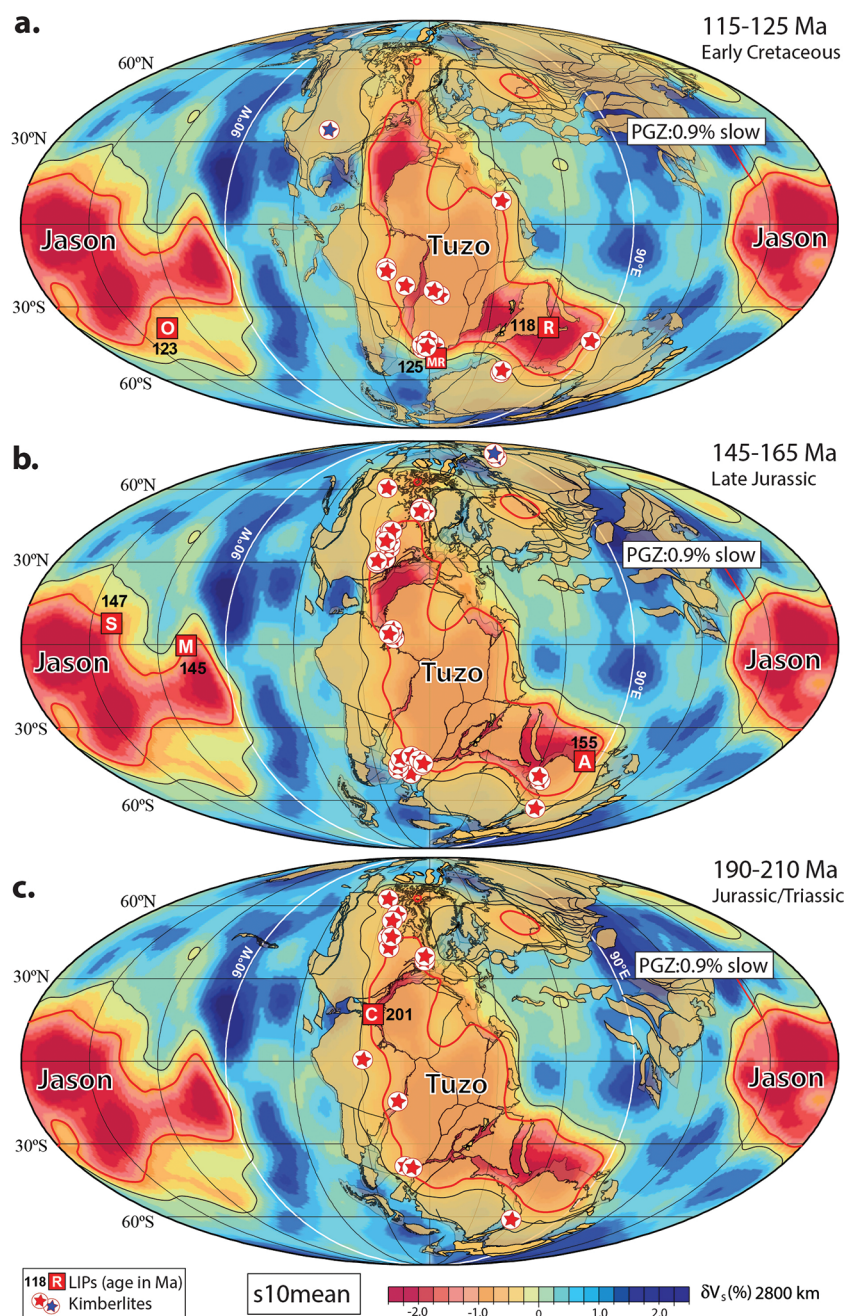 a.
115-125 Ma
Early Cretaceous
60ºN
30ºN
90ºW
PGZ:0.9% slow
Jason
Tuzo
Jason
90ºE
30ºS
O
123
118 R
125 MR
60ºS
b.
145-165 Ma
Late Jurassic
60ºN
30ºN
90ºW
PGZ:0.9% slow
147
S
M
145
Jason
Tuzo
Jason
90ºE
30ºS
155
A
60ºS
c.
190-210 Ma
Jurassic/Triassic
60ºN
30ºN
90ºW
90ºE
PGZ:0.9% slow
C 201
Jason
Tuzo
Jason
30ºS
60ºS
118 R LIPs (age in Ma)
Kimberlites
s10mean
δVs(%) 2800 km
-2.0 -1.0 0 1.0 2.0